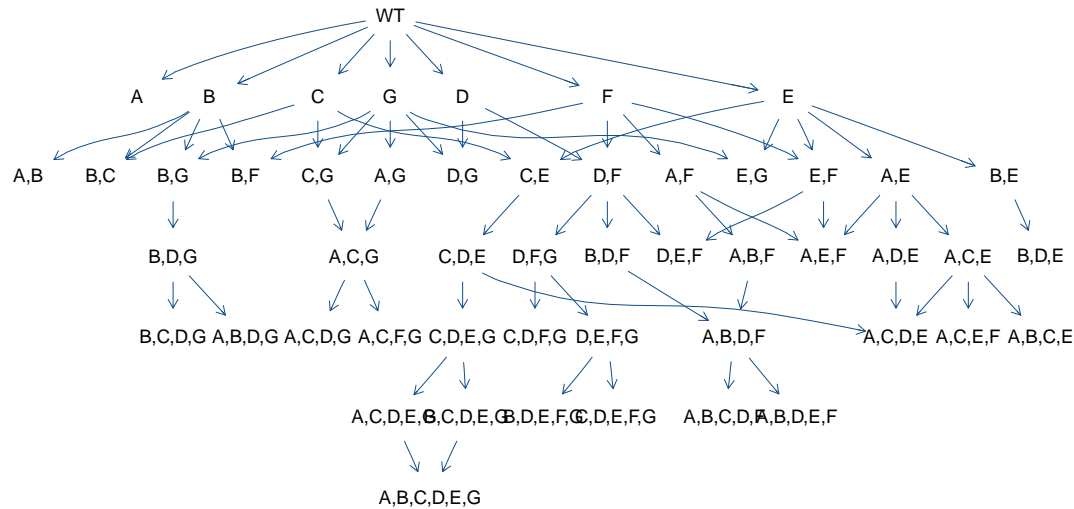 WT
A B C G D F E
A,B B,C B,G B,F C,G A,G D,G C,E D,F A,F E,G E,F A,E B,E
B,D,G A,C,G C,D,E D,F,G B,D,F D,E,F A,B,F A,E,F A,D,E A,C,E B,D,E
B,C,D,G A,B,D,G A,C,D,G A,C,F,G C,D,E,G C,D,F,G D,E,F,G A,B,D,F A,C,D,E A,C,E,F A,B,C,E
A,C,D,E,G B,C,D,E,G B,D,E,F,G C,D,E,F,G A,B,C,D,F A,B,D,E,F
A,B,C,D,E,G